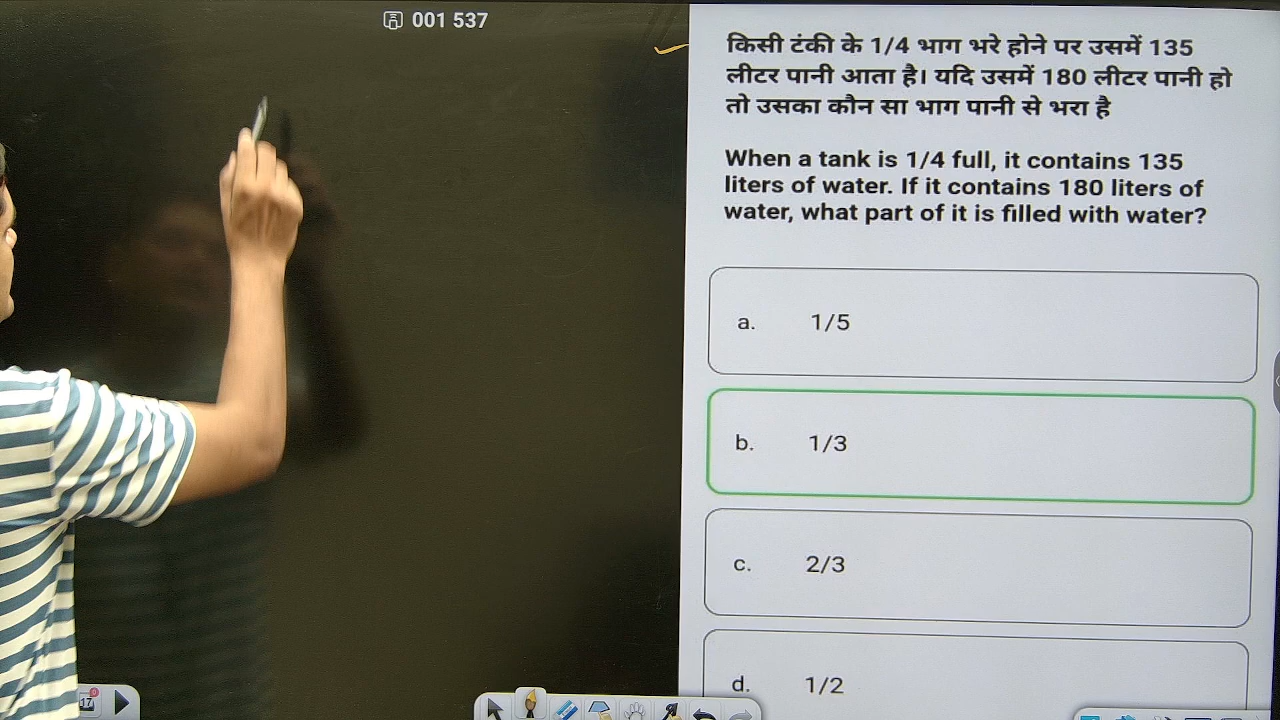 001 537
किसी टंकी के 1/4 भाग भरे होने पर उसमें 135
लीटर पानी आता है। यदि उसमें 180 लीटर पानी हो
तो उसका कौन सा भाग पानी से भरा है
When a tank is 1/4 full, it contains 135
liters of water. If it contains 180 liters of
water, what part of it is filled with water?
a. 1/5
b. 1/3
c. 2/3
d. 1/2
17